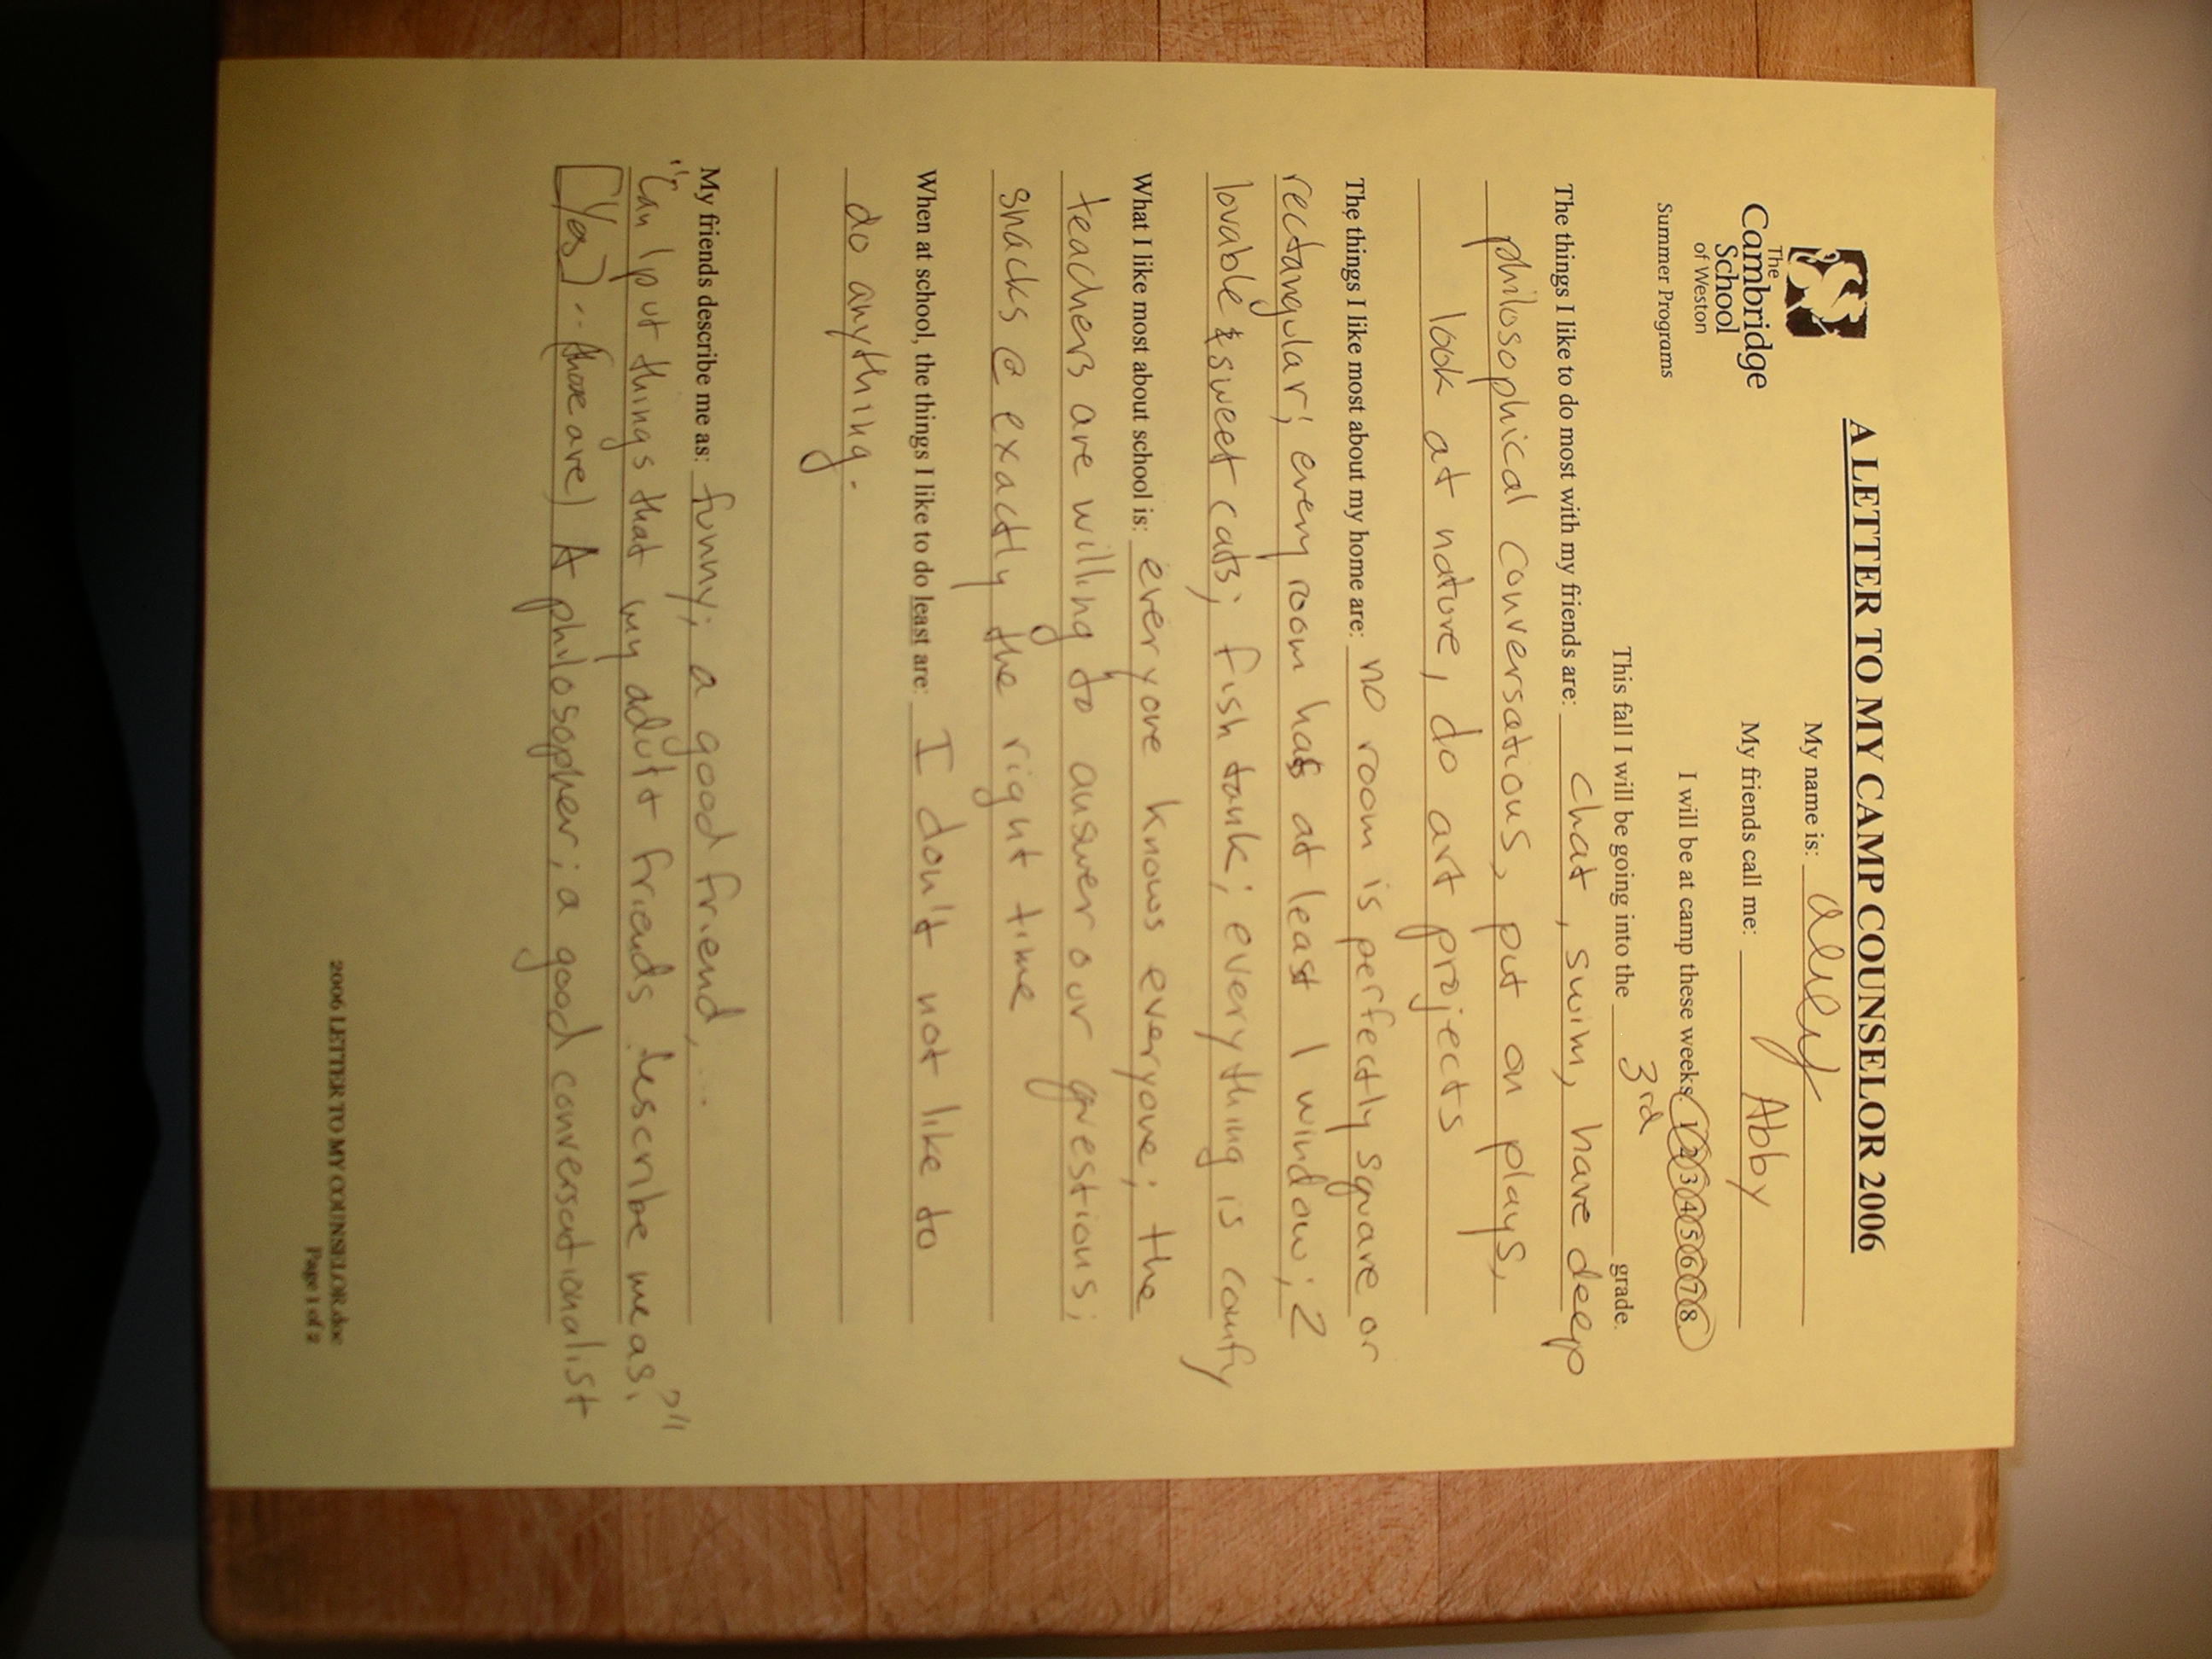 A LETTER TO MY CAMP COUNSELOR 2006
The
Cambridge
School
of Weston
Summer Programs
My name is:
My friends call me: Abby
I will be at camp these weeks: 1 2 3 4 5 6 7 8.
This fall I will be going into the 3rd grade.
The things I like to do most with my friends are: chat, swim, have deep
philosophical conversations, put on plays,
look at nature, do art projects
The things I like most about my home are: no room is perfectly square or
rectangular; every room has at least 1 window; 2
lovable & sweet cats; fish tank; everything is comfy
What I like most about school is: everyone knows everyone; the
teachers are willing to answer our questions;
snacks @ exactly the right time
When at school, the things I like to do least are: I don't not like to
do anything.
My friends describe me as: funny; a good friend, ...
"Can I put things that my adult friends describe me as?"
[Yes] .. (those are) A philosopher; a good conversationalist
2006 LETTER TO MY COUNSELOR.doc
Page 1 of 2